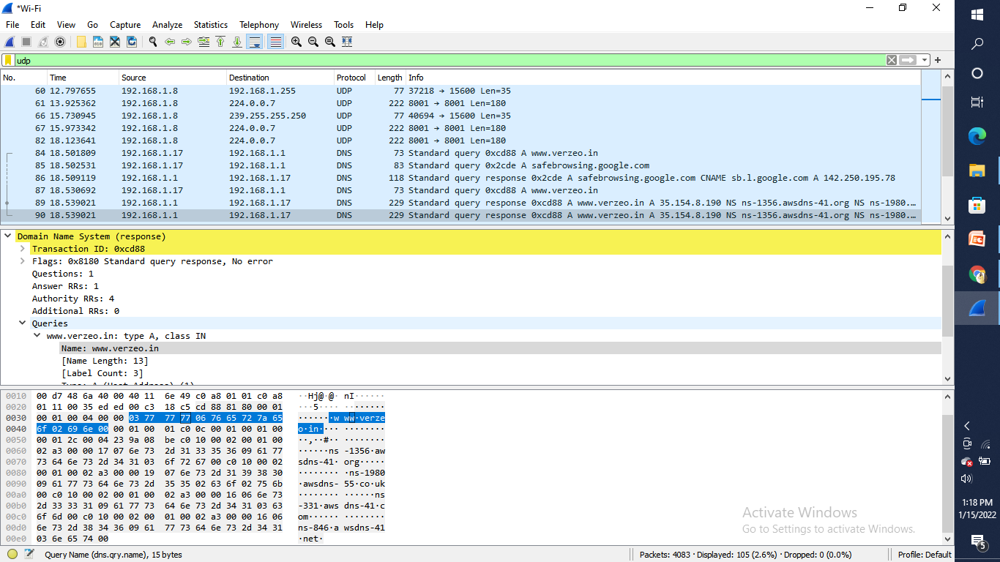 *Wi-Fi
File Edit View Go Capture Analyze Statistics Telephony Wireless Tools Help
udp
No. Time Source Destination Protocol Length Info
60 12.797655 192.168.1.8 192.168.1.255 UDP 77 37218 → 15600 Len=35
61 13.925362 192.168.1.8 224.0.0.7 UDP 222 8001 → 8001 Len=180
66 15.730945 192.168.1.8 239.255.255.250 UDP 77 40694 → 15600 Len=35
67 15.973342 192.168.1.8 224.0.0.7 UDP 222 8001 → 8001 Len=180
82 18.123641 192.168.1.8 224.0.0.7 UDP 222 8001 → 8001 Len=180
84 18.501809 192.168.1.17 192.168.1.1 DNS 73 Standard query 0xcd88 A www.verzeo.in
85 18.502531 192.168.1.17 192.168.1.1 DNS 83 Standard query 0x2cde A safebrowsing.google.com
86 18.509119 192.168.1.1 192.168.1.17 DNS 118 Standard query response 0x2cde A safebrowsing.google.com CNAME sb.l.google.com A 142.250.195.78
87 18.530692 192.168.1.17 192.168.1.1 DNS 73 Standard query 0xcd88 A www.verzeo.in
89 18.539021 192.168.1.1 192.168.1.17 DNS 229 Standard query response 0xcd88 A www.verzeo.in A 35.154.8.190 NS ns-1356.awsdns-41.org NS ns-1980.…
90 18.539021 192.168.1.1 192.168.1.17 DNS 229 Standard query response 0xcd88 A www.verzeo.in A 35.154.8.190 NS ns-1356.awsdns-41.org NS ns-1980.…
Domain Name System (response)
Transaction ID: 0xcd88
Flags: 0x8180 Standard query response, No error
Questions: 1
Answer RRs: 1
Authority RRs: 4
Additional RRs: 0
Queries
www.verzeo.in: type A, class IN
Name: www.verzeo.in
[Name Length: 13]
[Label Count: 3]
Type: A (Host Address) (1)
0010 00 d7 48 6a 40 00 40 11 6e 49 c0 a8 01 01 c0 a8 ··Hj@·@· nI······
0020 01 11 00 35 ed ed 00 c3 18 c5 cd 88 81 80 00 01 ···5···· ········
0030 00 01 00 04 00 00 03 77 77 77 06 76 65 72 7a 65 ·······w ww·verze
0040 6f 02 69 6e 00 00 01 00 01 c0 0c 00 01 00 01 00 o·in···· ········
0050 00 01 2c 00 04 23 9a 08 be c0 10 00 02 00 01 00 ··,··#·· ········
0060 02 a3 00 00 17 07 6e 73 2d 31 33 35 36 09 61 77 ······ns -1356·aw
0070 73 64 6e 73 2d 34 31 03 6f 72 67 00 c0 10 00 02 sdns-41· org·····
0080 00 01 00 02 a3 00 00 19 07 6e 73 2d 31 39 38 30 ········ ·ns-1980
0090 09 61 77 73 64 6e 73 2d 35 35 02 63 6f 02 75 6b ·awsdns- 55·co·uk
00a0 00 c0 10 00 02 00 01 00 02 a3 00 00 16 06 6e 73 ········ ······ns
00b0 2d 33 33 31 09 61 77 73 64 6e 73 2d 34 31 03 63 -331·aws dns-41·c
00c0 6f 6d 00 c0 10 00 02 00 01 00 02 a3 00 00 16 06 om······ ········
00d0 6e 73 2d 38 34 36 09 61 77 73 64 6e 73 2d 34 31 ns-846·a wsdns-41
00e0 03 6e 65 74 00 ·net·
Activate Windows
Go to Settings to activate Windows.
Query Name (dns.qry.name), 15 bytes Packets: 4083 · Displayed: 105 (2.6%) · Dropped: 0 (0.0%) Profile: Default
1:18 PM
1/15/2022
5